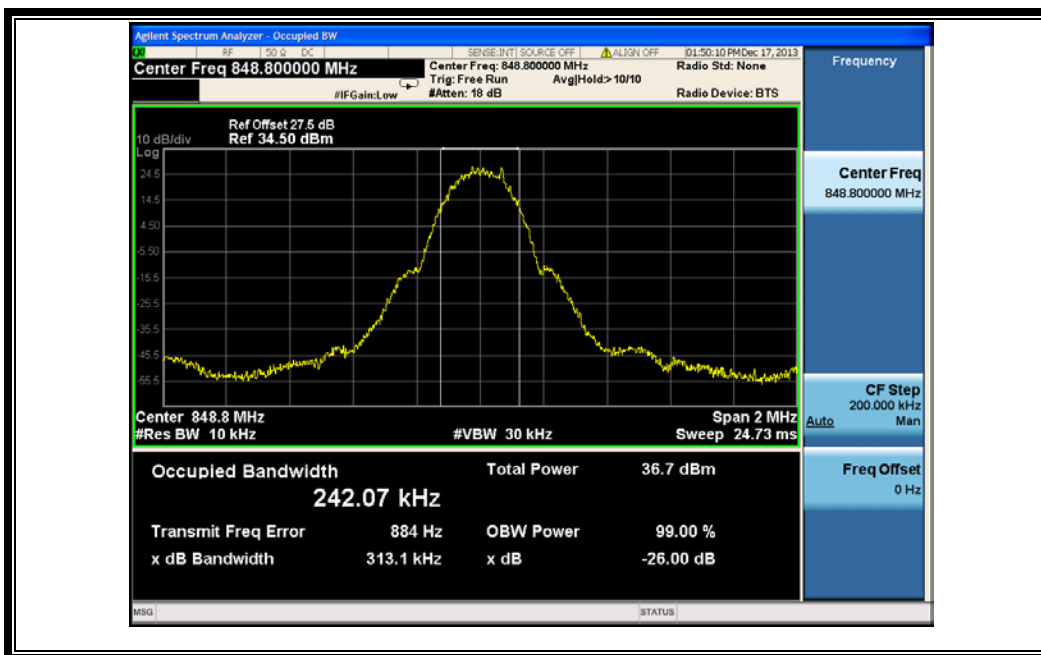 Agilent Spectrum Analyzer - Occupied BW
RF 50 Ω DC SENSE:INT SOURCE OFF ALIGN OFF 01:50:10 PM Dec 17, 2013
Center Freq 848.800000 MHz
Center Freq: 848.800000 MHz
Radio Std: None
Trig: Free Run Avg|Hold:> 10/10
#IFGain:Low
#Atten: 18 dB
Radio Device: BTS
Ref Offset 27.5 dB
10 dB/div Ref 34.50 dBm
Log
24.5
14.5
4.50
-5.50
-15.5
-25.5
-35.5
-45.5
-55.5
Center 848.8 MHz
Span 2 MHz
#Res BW 10 kHz
#VBW 30 kHz
Sweep 24.73 ms
Occupied Bandwidth
242.07 kHz
Total Power 36.7 dBm
Transmit Freq Error 884 Hz
OBW Power 99.00 %
x dB Bandwidth 313.1 kHz
x dB -26.00 dB
MSG
STATUS
Frequency
Center Freq
848.800000 MHz
CF Step
200.000 kHz
Auto Man
Freq Offset
0 Hz